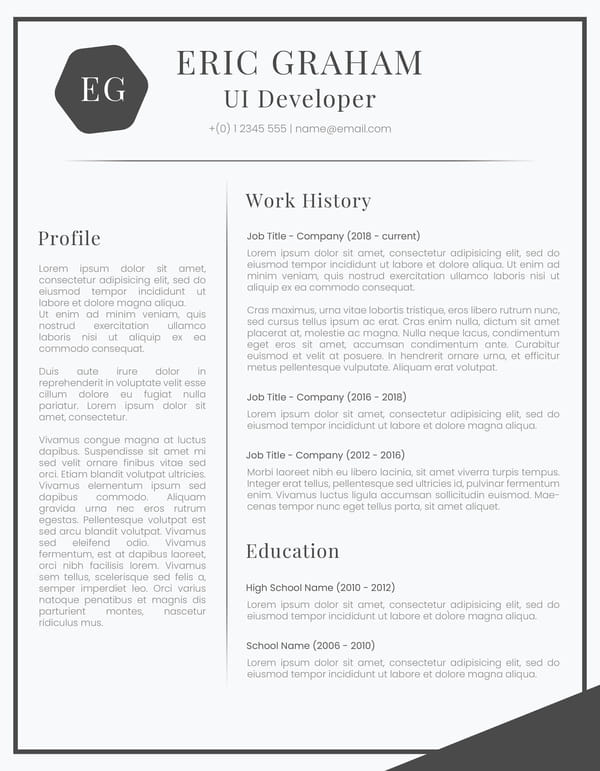 EG
ERIC GRAHAM
UI Developer
+(0) 1 2345 555 | name@email.com
Profile
Lorem ipsum dolor sit amet,
consectetur adipisicing elit, sed do
eiusmod tempor incididunt ut
labore et dolore magna aliqua.
Ut enim ad minim veniam, quis
nostrud exercitation ullamco
laboris nisi ut aliquip ex ea
commodo consequat.
Duis aute irure dolor in
reprehenderit in voluptate velit esse
cillum dolore eu fugiat nulla
pariatur. Lorem ipsum dolor sit
amet, consectetur.
Vivamus congue magna at luctus
dapibus. Suspendisse sit amet mi
sed velit ornare finibus vitae sed
orci. Etiam blandit volutpat ultricies.
Vivamus elementum ipsum sed
dapibus commodo. Aliquam
gravida urna nec eros rutrum
egestas. Pellentesque volutpat est
sed arcu blandit volutpat. Vivamus
sed eleifend odio. Vivamus
fermentum, est at dapibus laoreet,
orci nibh facilisis lorem. Vivamus
sem tellus, scelerisque sed felis a,
semper imperdiet leo. Orci varius
natoque penatibus et magnis dis
parturient montes, nascetur
ridiculus mus.
Work History
Job Title - Company (2018 - current)
Lorem ipsum dolor sit amet, consectetur adipisicing elit, sed do
eiusmod tempor incididunt ut labore et dolore aliqua. Ut enim ad
minim veniam, quis nostrud exercitation ullamco laboris nisi ut
aliquip ex ea commodo consequat.
Cras maximus, urna vitae lobortis tristique, eros libero rutrum nunc,
sed cursus tellus ipsum ac erat. Cras enim nulla, dictum sit amet
placerat at, molestie ac magna. Nulla neque lacus, condimentum
eget eros sit amet, accumsan condimentum ante. Curabitur
euismod et velit at posuere. In hendrerit ornare urna, et efficitur
metus pellentesque vulputate. Aliquam erat volutpat.
Job Title - Company (2016 - 2018)
Lorem ipsum dolor sit amet, consectetur adipisicing elit, sed do
eiusmod tempor incididunt ut labore et dolore magna aliqua.
Job Title - Company (2012 - 2016)
Morbi laoreet nibh eu libero lacinia, sit amet viverra turpis tempus.
Integer erat tellus, pellentesque sed ultricies id, pulvinar fermentum
enim. Vivamus luctus ligula accumsan sollicitudin euismod. Mae-
cenas tempor nunc eget tellus porta, sit amet aliquet.
Education
High School Name (2010 - 2012)
Lorem ipsum dolor sit amet, consectetur adipisicing elit, sed do
eiusmod tempor incididunt ut labore et dolore magna aliqua.
School Name (2006 - 2010)
Lorem ipsum dolor sit amet, consectetur adipisicing elit, sed do
eiusmod tempor incididunt ut labore et dolore magna aliqua.